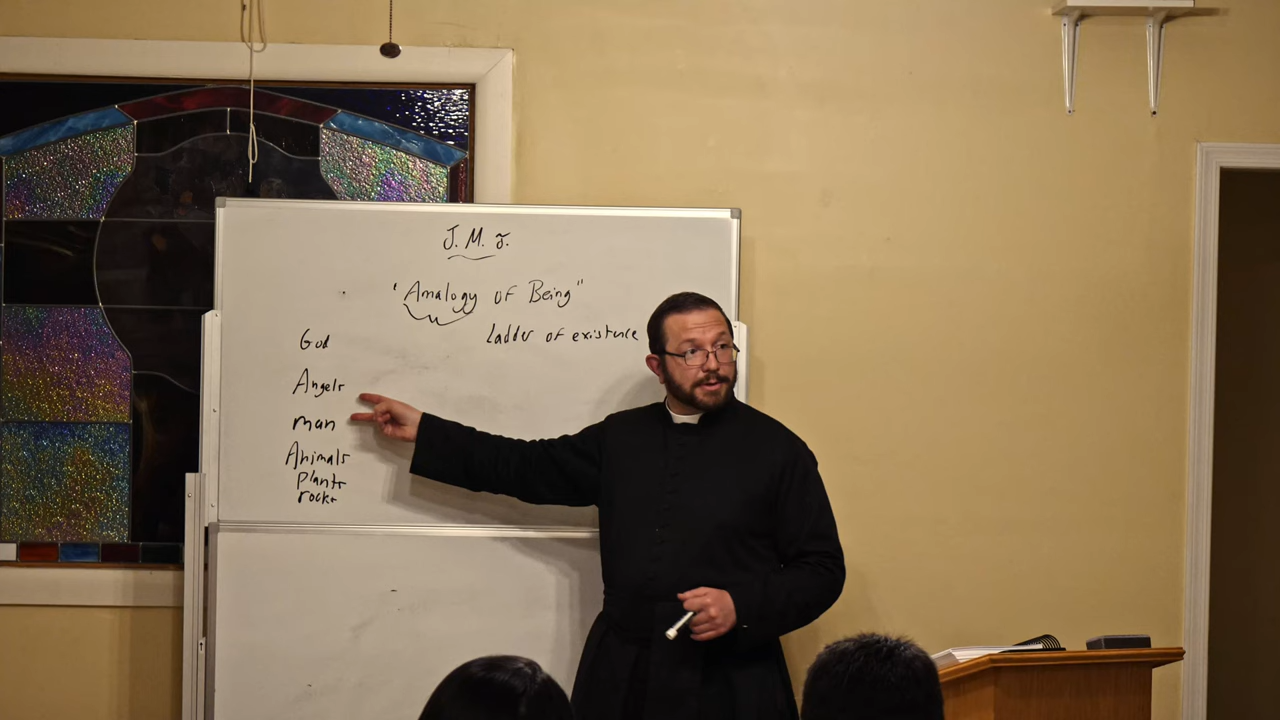 J. M. J.
"Analogy of Being"
Ladder of existence
God
Angels
man
Animals
plants
rocks